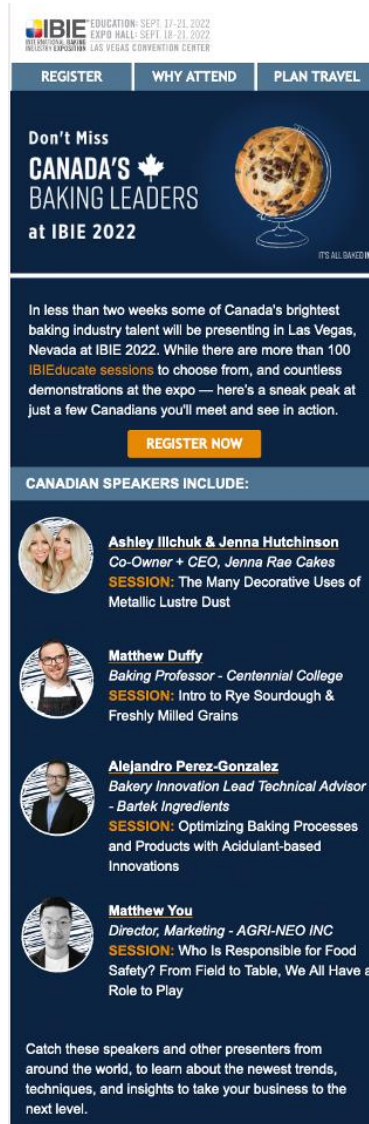 IBIE
EDUCATION: SEPT. 17-21, 2022
EXPO HALL: SEPT. 18-21, 2022
INTERNATIONAL BAKING
INDUSTRY EXPOSITION
LAS VEGAS CONVENTION CENTER
REGISTER
WHY ATTEND
PLAN TRAVEL
Don't Miss
CANADA'S
BAKING LEADERS
at IBIE 2022
IT'S ALL BAKED IN
In less than two weeks some of Canada's brightest
baking industry talent will be presenting in Las Vegas,
Nevada at IBIE 2022. While there are more than 100
IBIEducate sessions to choose from, and countless
demonstrations at the expo — here's a sneak peak at
just a few Canadians you'll meet and see in action.
REGISTER NOW
CANADIAN SPEAKERS INCLUDE:
Ashley Illchuk & Jenna Hutchinson
Co-Owner + CEO, Jenna Rae Cakes
SESSION: The Many Decorative Uses of
Metallic Lustre Dust
Matthew Duffy
Baking Professor - Centennial College
SESSION: Intro to Rye Sourdough &
Freshly Milled Grains
Alejandro Perez-Gonzalez
Bakery Innovation Lead Technical Advisor
- Bartek Ingredients
SESSION: Optimizing Baking Processes
and Products with Acidulant-based
Innovations
Matthew You
Director, Marketing - AGRI-NEO INC
SESSION: Who Is Responsible for Food
Safety? From Field to Table, We All Have a
Role to Play
Catch these speakers and other presenters from
around the world, to learn about the newest trends,
techniques, and insights to take your business to the
next level.